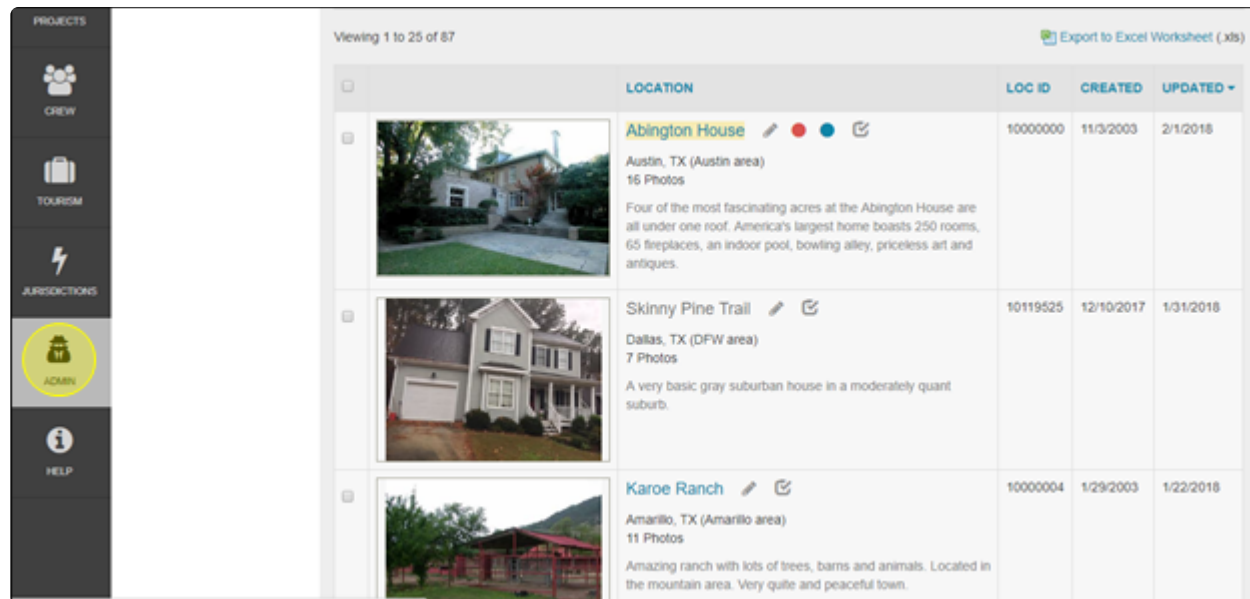 PROJECTS
CREW
TOURISM
JURISDICTIONS
ADMIN
HELP
Viewing 1 to 25 of 87
Export to Excel Worksheet (.xls)
LOCATION LOC ID CREATED UPDATED
Abington House 10000000 11/3/2003 2/1/2018
Austin, TX (Austin area)
16 Photos
Four of the most fascinating acres at the Abington House are
all under one roof. America's largest home boasts 250 rooms,
65 fireplaces, an indoor pool, bowling alley, priceless art and
antiques.
Skinny Pine Trail 10119525 12/10/2017 1/31/2018
Dallas, TX (DFW area)
7 Photos
A very basic gray suburban house in a moderately quant
suburb.
Karoe Ranch 10000004 1/29/2003 1/22/2018
Amarillo, TX (Amarillo area)
11 Photos
Amazing ranch with lots of trees, barns and animals. Located in
the mountain area. Very quite and peaceful town.